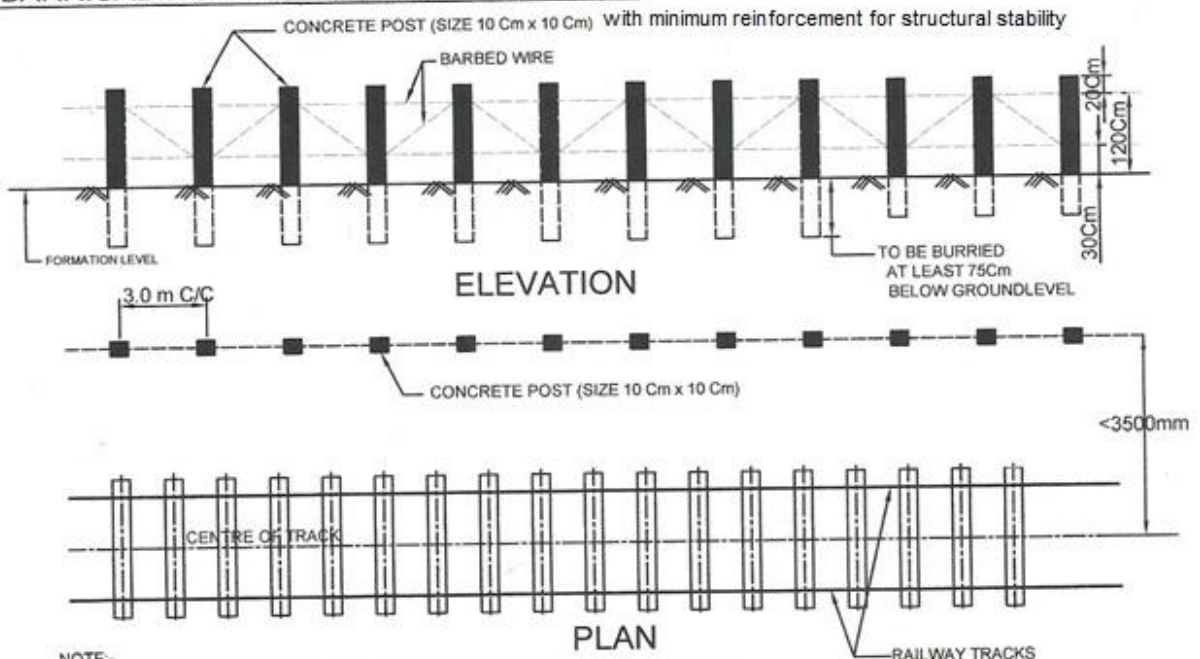 CONCRETE POST (SIZE 10 Cm x 10 Cm) with minimum reinforcement for structural stability
BARBED WIRE
20Cm
120Cm
30Cm
FORMATION LEVEL
TO BE BURRIED
AT LEAST 75Cm
BELOW GROUNDLEVEL
ELEVATION
3.0 m C/C
CONCRETE POST (SIZE 10 Cm x 10 Cm)
<3500mm
CENTRE OF TRACK
PLAN
RAILWAY TRACKS
NOTE:-